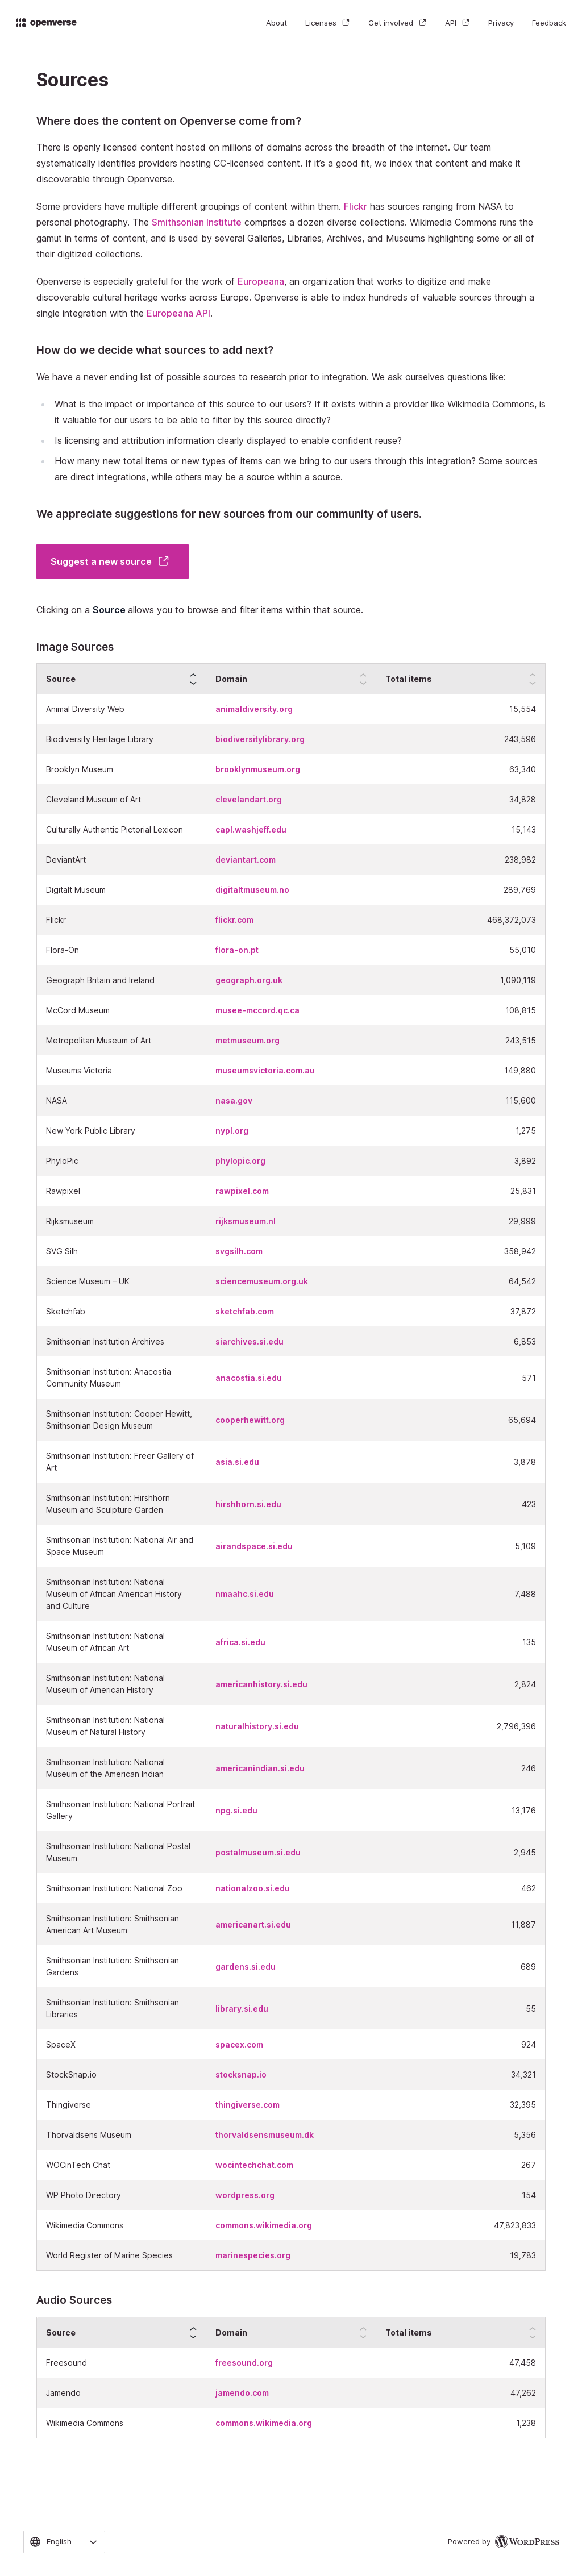 openverse
About
Licenses
Get involved
API
Privacy
Feedback
Sources
Where does the content on Openverse come from?
There is openly licensed content hosted on millions of domains across the breadth of the internet. Our team
systematically identifies providers hosting CC-licensed content. If it's a good fit, we index that content and make it
discoverable through Openverse.
Some providers have multiple different groupings of content within them. Flickr has sources ranging from NASA to
personal photography. The Smithsonian Institute comprises a dozen diverse collections. Wikimedia Commons runs the
gamut in terms of content, and is used by several Galleries, Libraries, Archives, and Museums highlighting some or all of
their digitized collections.
Openverse is especially grateful for the work of Europeana, an organization that works to digitize and make
discoverable cultural heritage works across Europe. Openverse is able to index hundreds of valuable sources through a
single integration with the Europeana API.
How do we decide what sources to add next?
We have a never ending list of possible sources to research prior to integration. We ask ourselves questions like:
What is the impact or importance of this source to our users? If it exists within a provider like Wikimedia Commons, is
it valuable for our users to be able to filter by this source directly?
Is licensing and attribution information clearly displayed to enable confident reuse?
How many new total items or new types of items can we bring to our users through this integration? Some sources
are direct integrations, while others may be a source within a source.
We appreciate suggestions for new sources from our community of users.
Suggest a new source
Clicking on a Source allows you to browse and filter items within that source.
Image Sources
Source Domain Total items
Animal Diversity Web animaldiversity.org 15,554
Biodiversity Heritage Library biodiversitylibrary.org 243,596
Brooklyn Museum brooklynmuseum.org 63,340
Cleveland Museum of Art clevelandart.org 34,828
Culturally Authentic Pictorial Lexicon capl.washjeff.edu 15,143
DeviantArt deviantart.com 238,982
Digitalt Museum digitaltmuseum.no 289,769
Flickr flickr.com 468,372,073
Flora-On flora-on.pt 55,010
Geograph Britain and Ireland geograph.org.uk 1,090,119
McCord Museum musee-mccord.qc.ca 108,815
Metropolitan Museum of Art metmuseum.org 243,515
Museums Victoria museumsvictoria.com.au 149,880
NASA nasa.gov 115,600
New York Public Library nypl.org 1,275
PhyloPic phylopic.org 3,892
Rawpixel rawpixel.com 25,831
Rijksmuseum rijksmuseum.nl 29,999
SVG Silh svgsilh.com 358,942
Science Museum – UK sciencemuseum.org.uk 64,542
Sketchfab sketchfab.com 37,872
Smithsonian Institution Archives siarchives.si.edu 6,853
Smithsonian Institution: Anacostia
Community Museum anacostia.si.edu 571
Smithsonian Institution: Cooper Hewitt,
Smithsonian Design Museum cooperhewitt.org 65,694
Smithsonian Institution: Freer Gallery of
Art asia.si.edu 3,878
Smithsonian Institution: Hirshhorn
Museum and Sculpture Garden hirshhorn.si.edu 423
Smithsonian Institution: National Air and
Space Museum airandspace.si.edu 5,109
Smithsonian Institution: National
Museum of African American History
and Culture nmaahc.si.edu 7,488
Smithsonian Institution: National
Museum of African Art africa.si.edu 135
Smithsonian Institution: National
Museum of American History americanhistory.si.edu 2,824
Smithsonian Institution: National
Museum of Natural History naturalhistory.si.edu 2,796,396
Smithsonian Institution: National
Museum of the American Indian americanindian.si.edu 246
Smithsonian Institution: National Portrait
Gallery npg.si.edu 13,176
Smithsonian Institution: National Postal
Museum postalmuseum.si.edu 2,945
Smithsonian Institution: National Zoo nationalzoo.si.edu 462
Smithsonian Institution: Smithsonian
American Art Museum americanart.si.edu 11,887
Smithsonian Institution: Smithsonian
Gardens gardens.si.edu 689
Smithsonian Institution: Smithsonian
Libraries library.si.edu 55
SpaceX spacex.com 924
StockSnap.io stocksnap.io 34,321
Thingiverse thingiverse.com 32,395
Thorvaldsens Museum thorvaldsensmuseum.dk 5,356
WOCinTech Chat wocintechchat.com 267
WP Photo Directory wordpress.org 154
Wikimedia Commons commons.wikimedia.org 47,823,833
World Register of Marine Species marinespecies.org 19,783
Audio Sources
Source Domain Total items
Freesound freesound.org 47,458
Jamendo jamendo.com 47,262
Wikimedia Commons commons.wikimedia.org 1,238
English
Powered by WORDPRESS